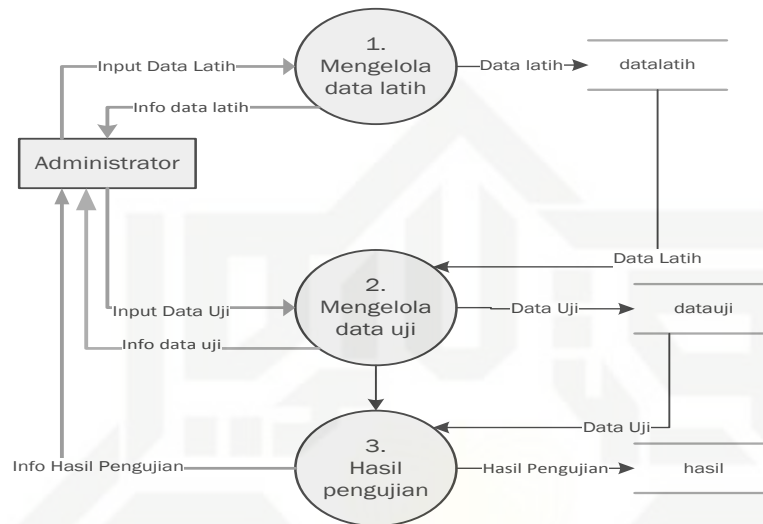 1.
Mengelola
data latih
Input Data Latih
Data latih
datalatih
Info data latih
Administrator
Data Latih
2.
Mengelola
data uji
Input Data Uji
Data Uji
datauji
Info data uji
Data Uji
3.
Hasil
pengujian
Info Hasil Pengujian
Hasil Pengujian
hasil